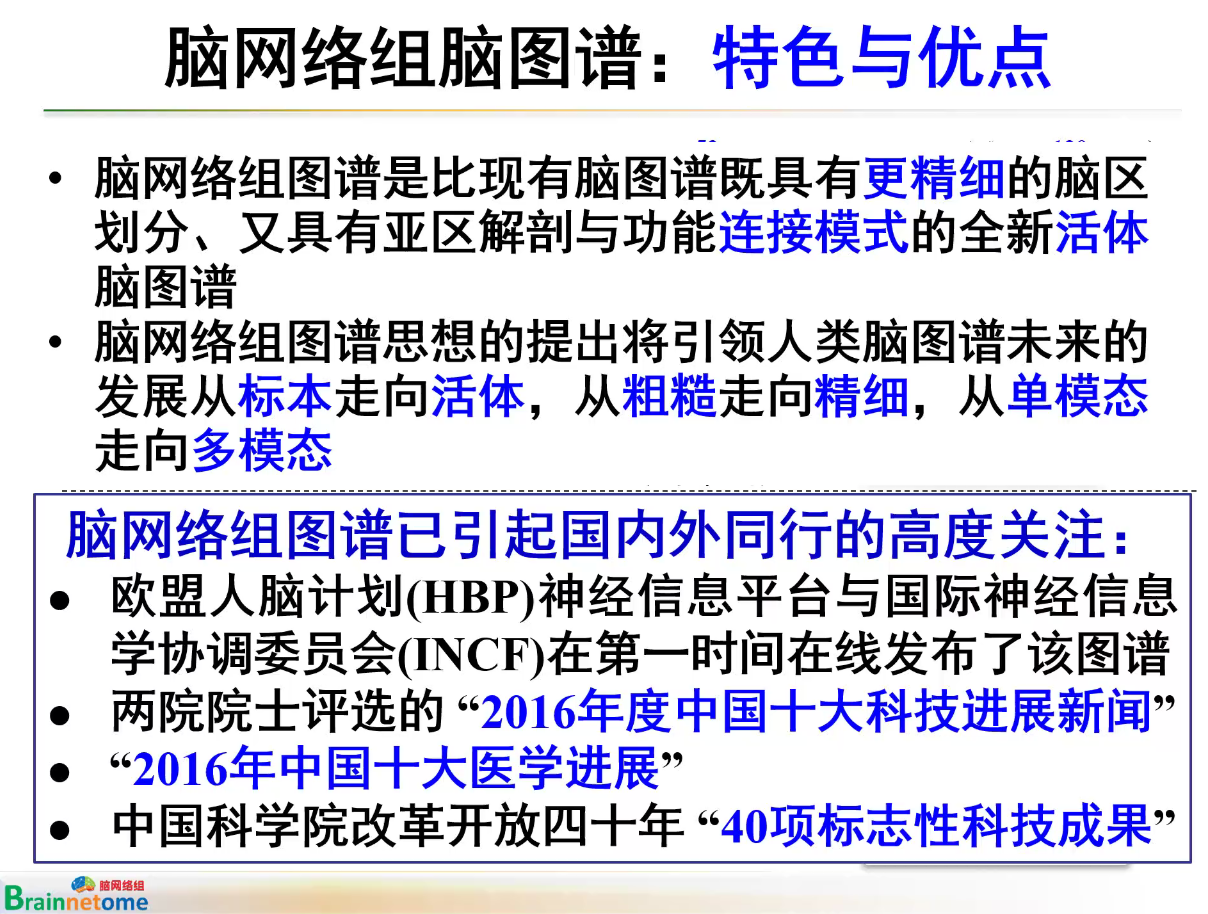 脑网络组脑图谱：特色与优点
• 脑网络组图谱是比现有脑图谱既具有更精细的脑区
划分、又具有亚区解剖与功能连接模式的全新活体
脑图谱
• 脑网络组图谱思想的提出将引领人类脑图谱未来的
发展从标本走向活体，从粗糙走向精细，从单模态
走向多模态
脑网络组图谱已引起国内外同行的高度关注：
● 欧盟人脑计划(HBP)神经信息平台与国际神经信息
学协调委员会(INCF)在第一时间在线发布了该图谱
● 两院院士评选的 “2016年度中国十大科技进展新闻”
● “2016年中国十大医学进展”
● 中国科学院改革开放四十年 “40项标志性科技成果”
脑网络组
Brainnetome